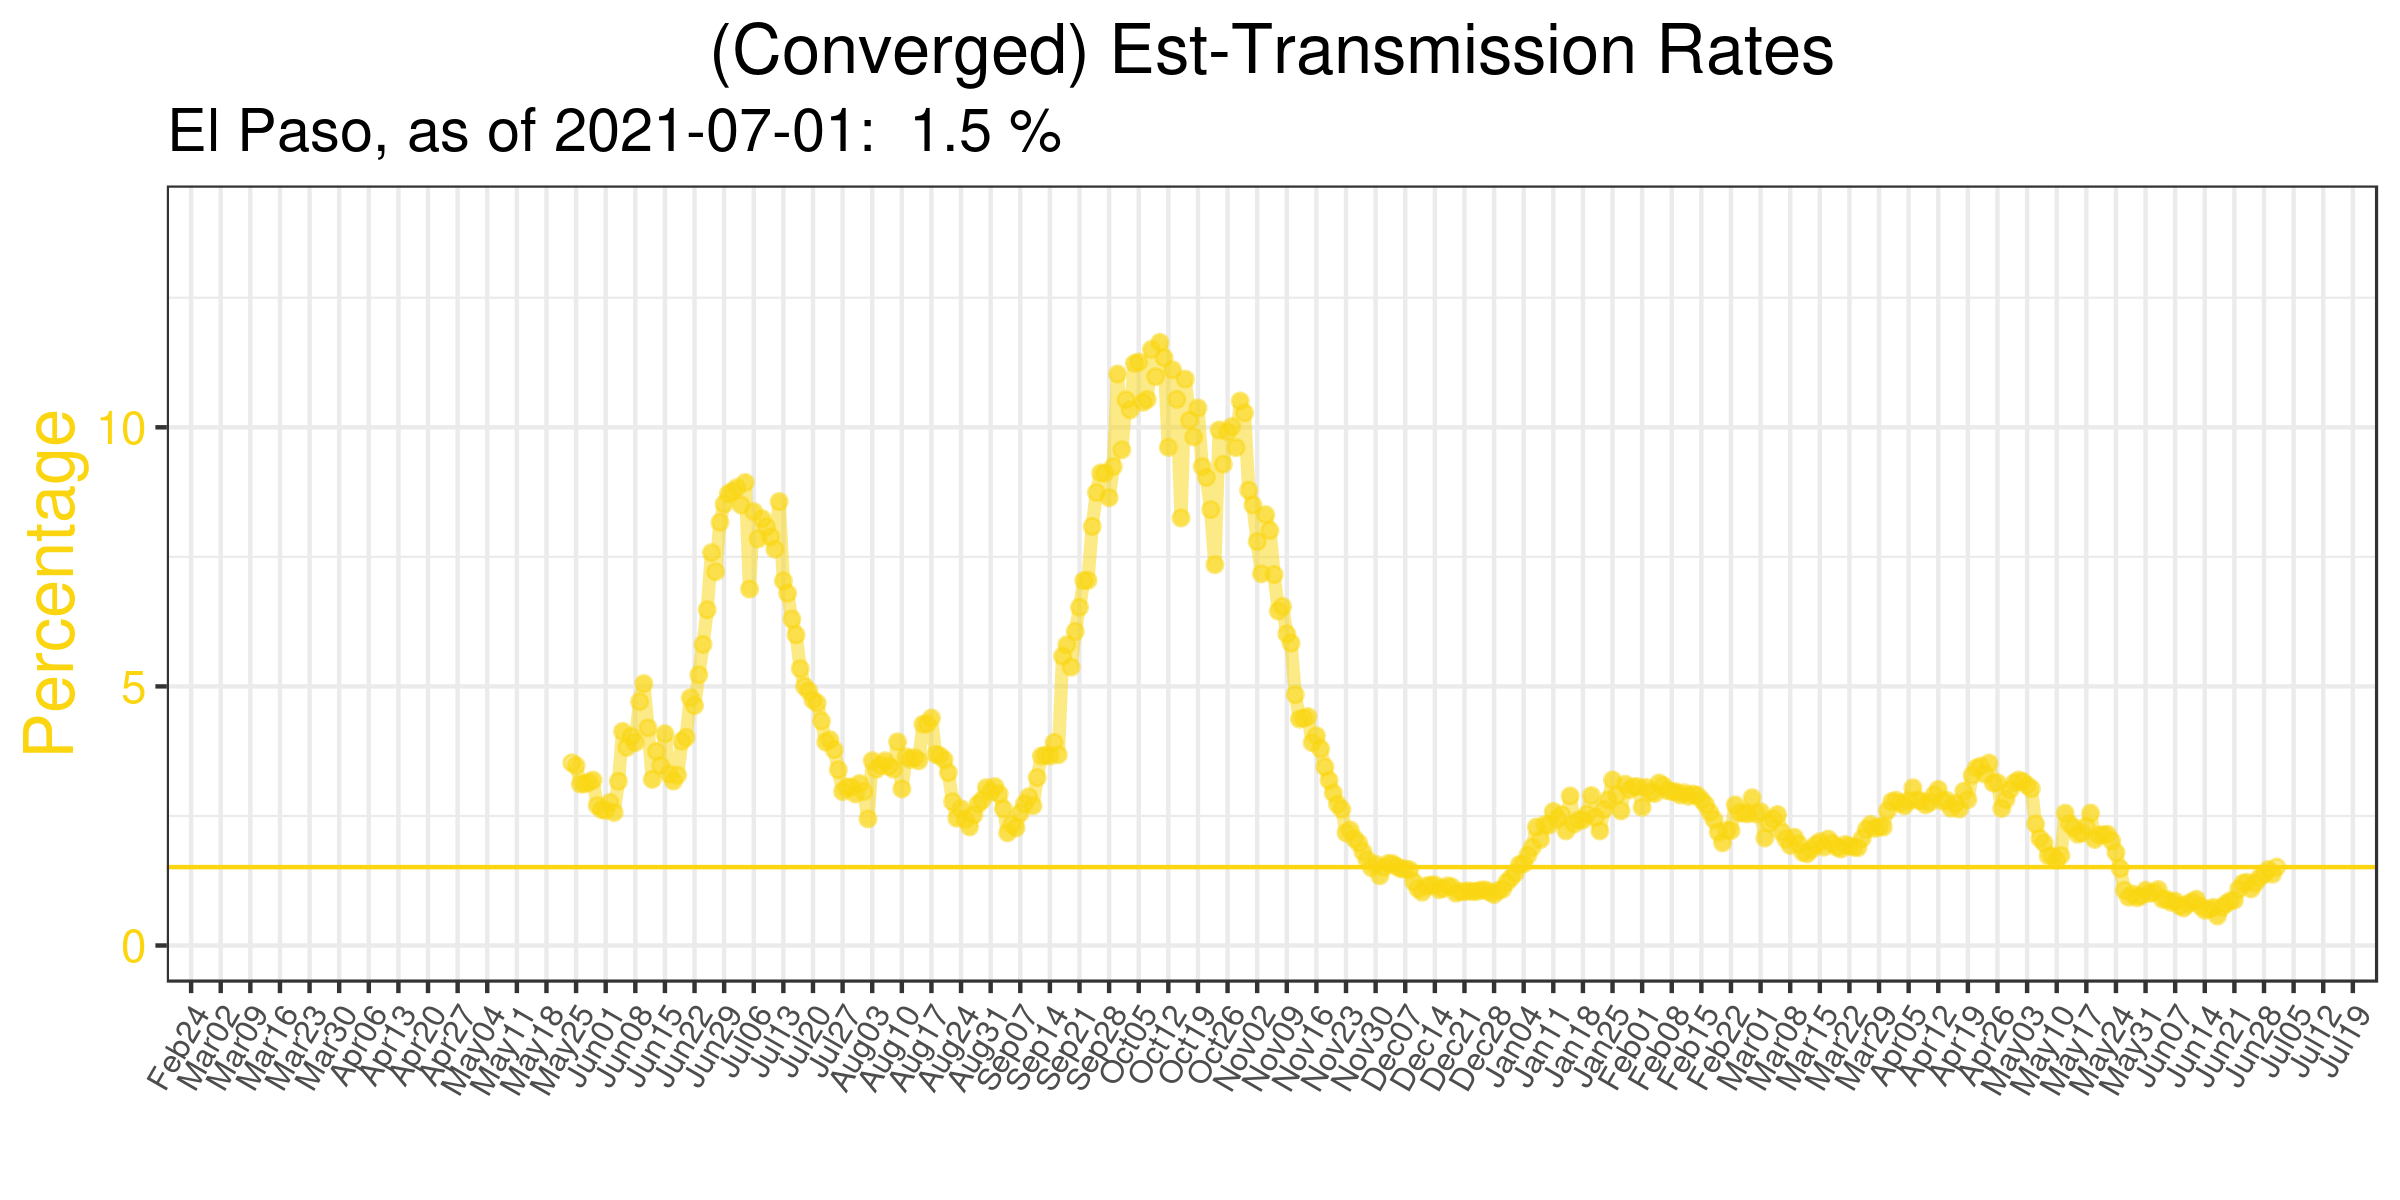 (Converged) Est-Transmission Rates
El Paso, as of 2021-07-01:  1.5 %
Percentage
10
5
0
Feb24
Mar02
Mar09
Mar16
Mar23
Mar30
Apr06
Apr13
Apr20
Apr27
May04
May11
May18
May25
Jun01
Jun08
Jun15
Jun22
Jun29
Jul06
Jul13
Jul20
Jul27
Aug03
Aug10
Aug17
Aug24
Aug31
Sep07
Sep14
Sep21
Sep28
Oct05
Oct12
Oct19
Oct26
Nov02
Nov09
Nov16
Nov23
Nov30
Dec07
Dec14
Dec21
Dec28
Jan04
Jan11
Jan18
Jan25
Feb01
Feb08
Feb15
Feb22
Mar01
Mar08
Mar15
Mar22
Mar29
Apr05
Apr12
Apr19
Apr26
May03
May10
May17
May24
May31
Jun07
Jun14
Jun21
Jun28
Jul05
Jul12
Jul19